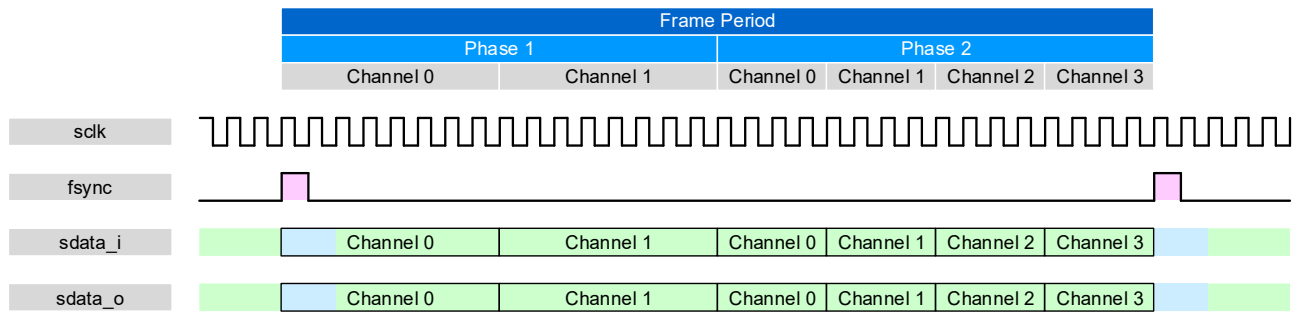 Frame Period
Phase 1 Phase 2
Channel 0 Channel 1 Channel 0 Channel 1 Channel 2 Channel 3
sclk
fsync
sdata_i Channel 0 Channel 1 Channel 0 Channel 1 Channel 2 Channel 3
sdata_o Channel 0 Channel 1 Channel 0 Channel 1 Channel 2 Channel 3